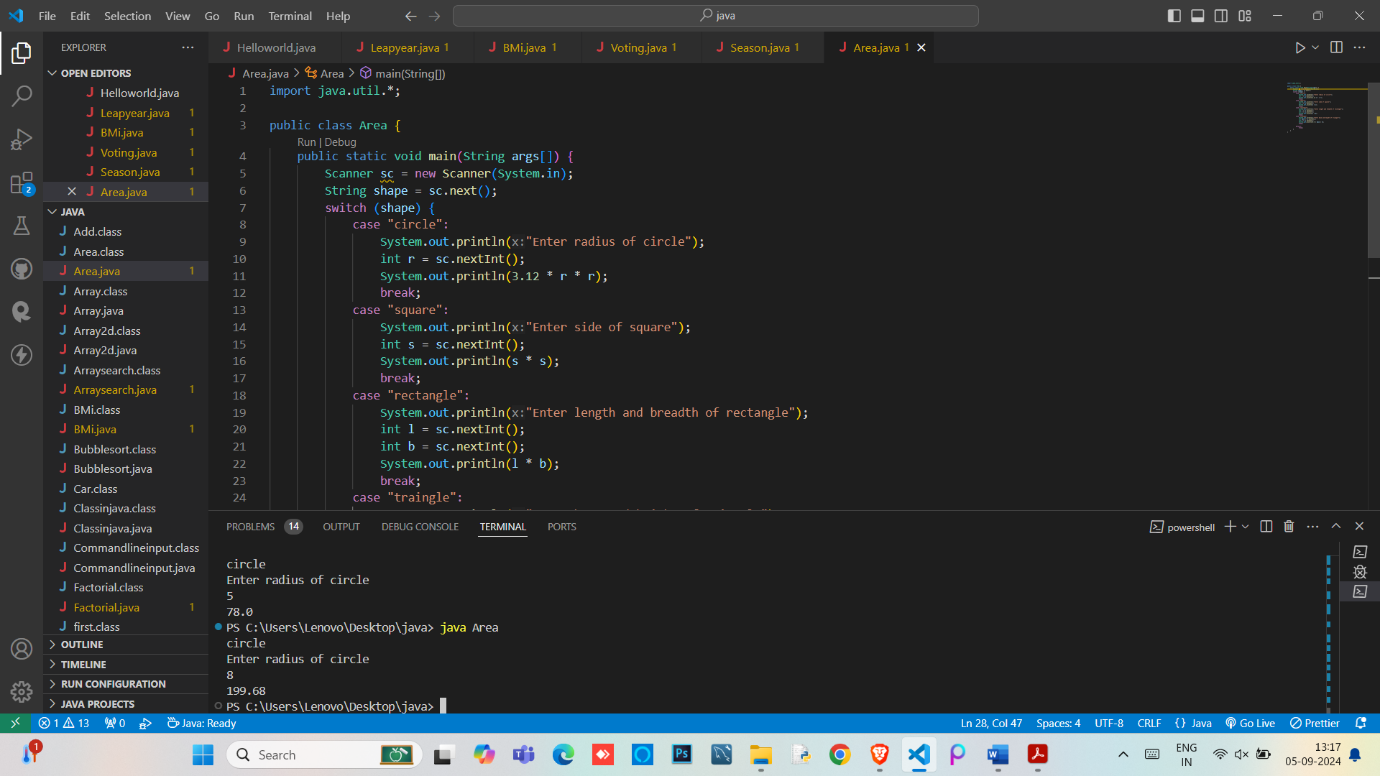 File Edit Selection View Go Run Terminal Help
java
EXPLORER
OPEN EDITORS
Helloworld.java
Leapyear.java 1
BMi.java 1
Voting.java 1
Season.java 1
Area.java 1
JAVA
Add.class
Area.class
Area.java 1
Array.class
Array.java
Array2d.class
Array2d.java
Arraysearch.class
Arraysearch.java 1
BMi.class
BMi.java 1
Bubblesort.class
Bubblesort.java
Car.class
Classinjava.class
Classinjava.java
Commandlineinput.class
Commandlineinput.java
Factorial.class
Factorial.java 1
first.class
OUTLINE
TIMELINE
RUN CONFIGURATION
JAVA PROJECTS
2
Helloworld.java Leapyear.java 1 BMi.java 1 Voting.java 1 Season.java 1 Area.java 1
Area.java > Area > main(String[])
1 import java.util.*;
2
3 public class Area {
Run | Debug
4 public static void main(String args[]) {
5 Scanner sc = new Scanner(System.in);
6 String shape = sc.next();
7 switch (shape) {
8 case "circle":
9 System.out.println(x:"Enter radius of circle");
10 int r = sc.nextInt();
11 System.out.println(3.12 * r * r);
12 break;
13 case "square":
14 System.out.println(x:"Enter side of square");
15 int s = sc.nextInt();
16 System.out.println(s * s);
17 break;
18 case "rectangle":
19 System.out.println(x:"Enter length and breadth of rectangle");
20 int l = sc.nextInt();
21 int b = sc.nextInt();
22 System.out.println(l * b);
23 break;
24 case "traingle":
PROBLEMS 14 OUTPUT DEBUG CONSOLE TERMINAL PORTS
powershell
circle
Enter radius of circle
5
78.0
PS C:\Users\Lenovo\Desktop\java> java Area
circle
Enter radius of circle
8
199.68
PS C:\Users\Lenovo\Desktop\java>
1 13 0 Java: Ready
Ln 28, Col 47 Spaces: 4 UTF-8 CRLF {} Java Go Live Prettier
1
Search
Ps
W
ENG
IN
13:17
05-09-2024